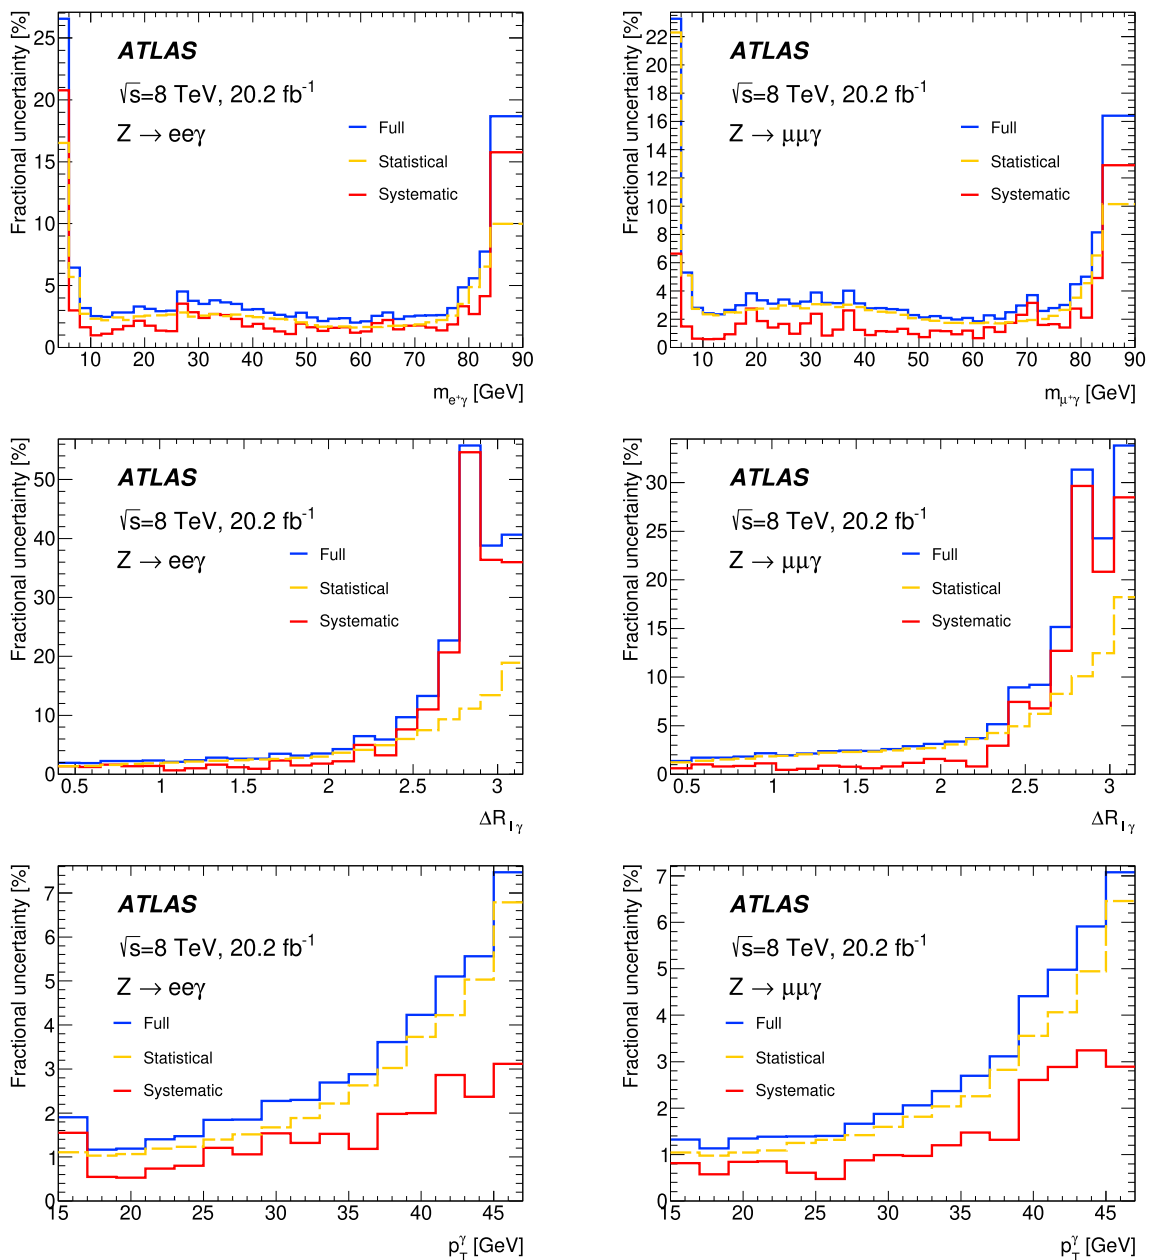 Fractional uncertainty [%]
25
20
15
10
5
0
ATLAS
√s=8 TeV, 20.2 fb⁻¹
Z → eeγ
Full
Statistical
Systematic
10 20 30 40 50 60 70 80 90
m_{e⁺γ} [GeV]
Fractional uncertainty [%]
22
20
18
16
14
12
10
8
6
4
2
0
ATLAS
√s=8 TeV, 20.2 fb⁻¹
Z → μμγ
Full
Statistical
Systematic
10 20 30 40 50 60 70 80 90
m_{μ⁺γ} [GeV]
Fractional uncertainty [%]
50
40
30
20
10
0
ATLAS
√s=8 TeV, 20.2 fb⁻¹
Z → eeγ
Full
Statistical
Systematic
0.5 1 1.5 2 2.5 3
ΔR_{lγ}
Fractional uncertainty [%]
30
25
20
15
10
5
0
ATLAS
√s=8 TeV, 20.2 fb⁻¹
Z → μμγ
Full
Statistical
Systematic
0.5 1 1.5 2 2.5 3
ΔR_{lγ}
Fractional uncertainty [%]
7
6
5
4
3
2
1
0
ATLAS
√s=8 TeV, 20.2 fb⁻¹
Z → eeγ
Full
Statistical
Systematic
15 20 25 30 35 40 45
p_T^γ [GeV]
Fractional uncertainty [%]
7
6
5
4
3
2
1
0
ATLAS
√s=8 TeV, 20.2 fb⁻¹
Z → μμγ
Full
Statistical
Systematic
15 20 25 30 35 40 45
p_T^γ [GeV]